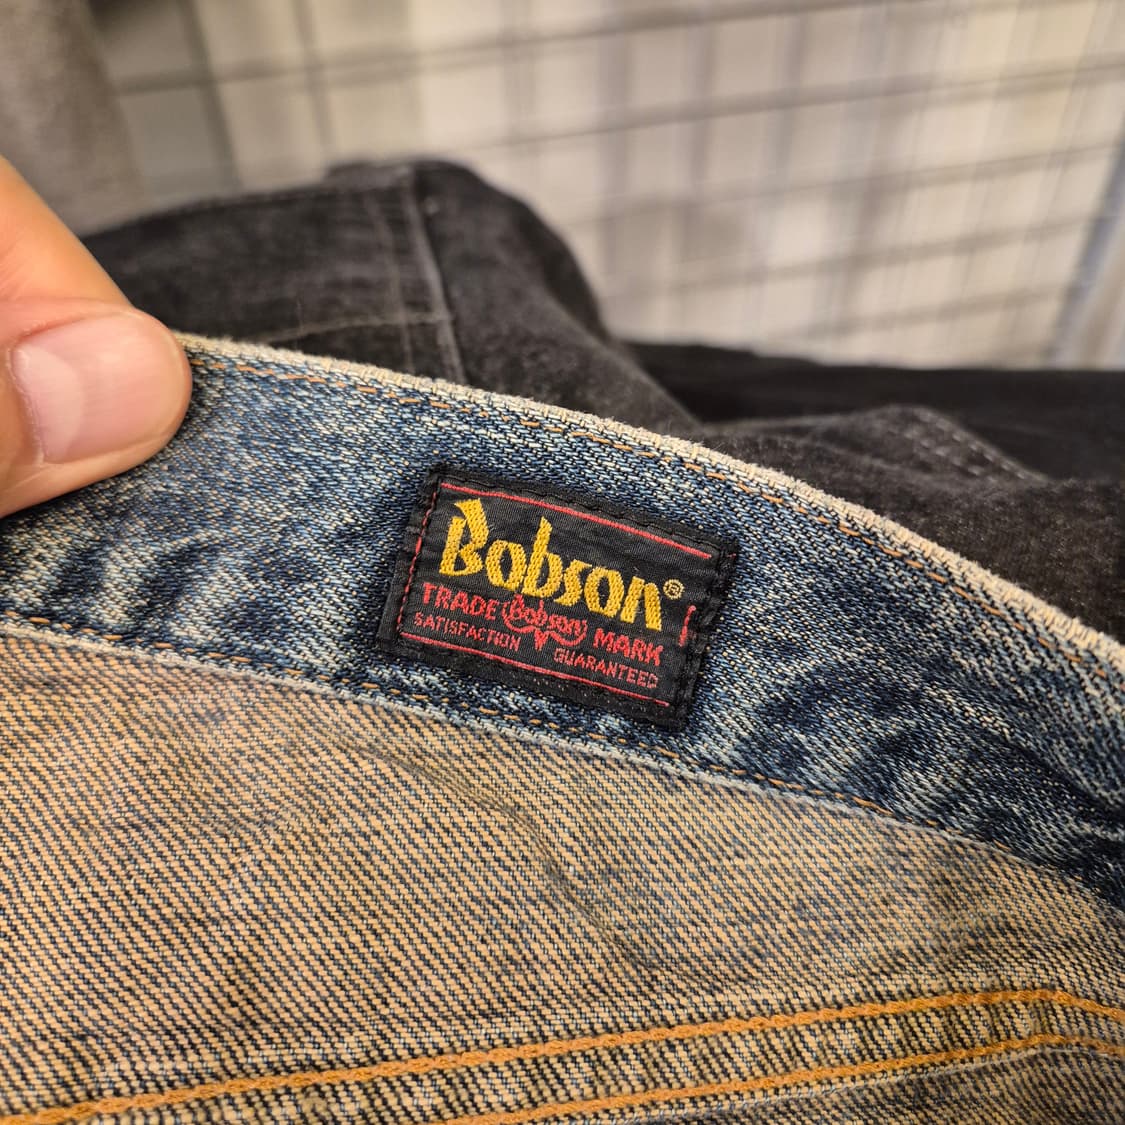 Bobson®
TRADE Bobson MARK
SATISFACTION GUARANTEED